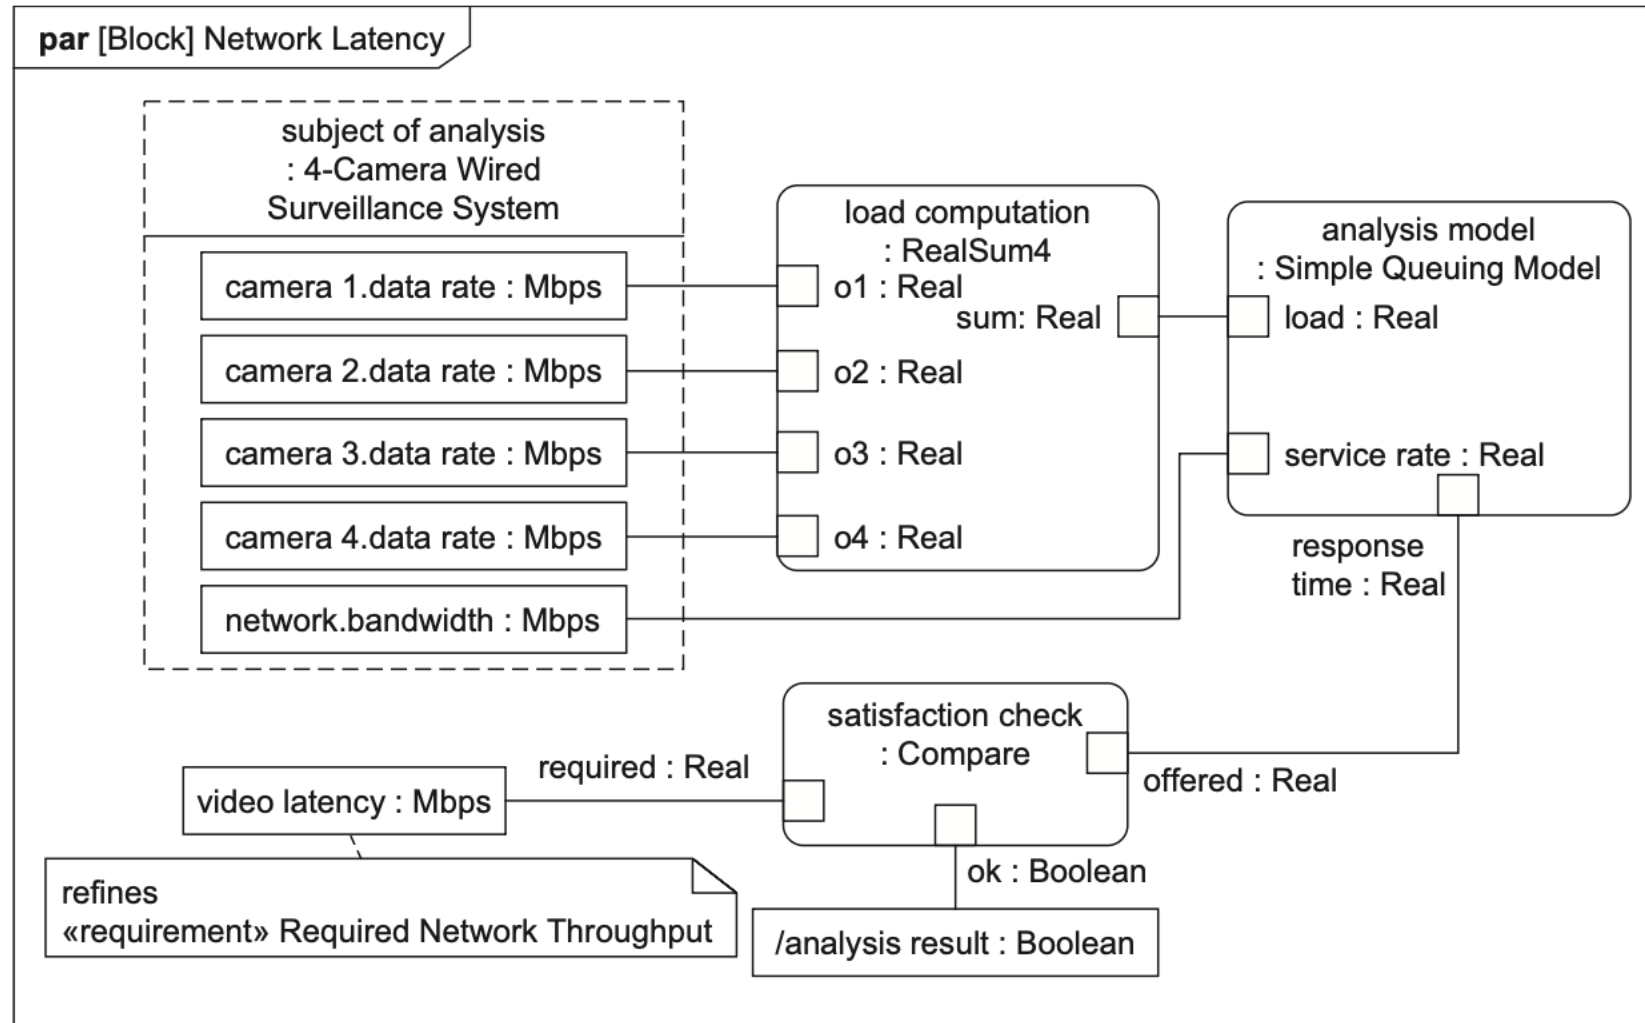 par [Block] Network Latency
subject of analysis
: 4-Camera Wired
Surveillance System
camera 1.data rate : Mbps
camera 2.data rate : Mbps
camera 3.data rate : Mbps
camera 4.data rate : Mbps
network.bandwidth : Mbps
load computation
: RealSum4
o1 : Real
sum: Real
o2 : Real
o3 : Real
o4 : Real
analysis model
: Simple Queuing Model
load : Real
service rate : Real
response
time : Real
satisfaction check
: Compare
required : Real
offered : Real
video latency : Mbps
ok : Boolean
refines
«requirement» Required Network Throughput
/analysis result : Boolean